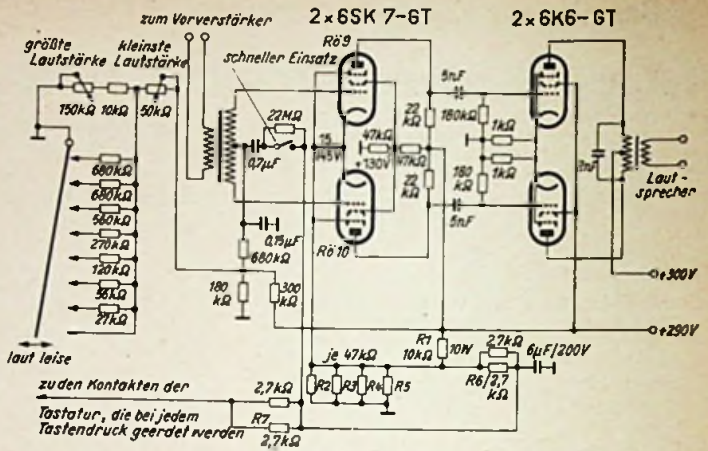 zum Vorverstärker
2×6SK 7-GT
2×6K6-GT
größte
Lautstärke
kleinste
Lautstärke
schneller Einsatz
Rö9
150kΩ
10kΩ
50kΩ
22MΩ
0,7µF
680kΩ
680kΩ
560kΩ
270kΩ
120kΩ
56kΩ
27kΩ
laut leise
0,15µF
680kΩ
180
kΩ
300
kΩ
Rö10
47kΩ
+130V
47kΩ
22
kΩ
22
kΩ
5nF
5nF
180kΩ
1kΩ
180
kΩ
1kΩ
Laut-
sprecher
+300V
+290V
R1
10kΩ
10W
je 47kΩ
R2
R3
R4
R5
2,7kΩ
R6/2,7
kΩ
6µF/200V
zu den Kontakten der
Tastatur, die bei jedem
Tastendruck geerdet werden
2,7kΩ
R7
2,7kΩ